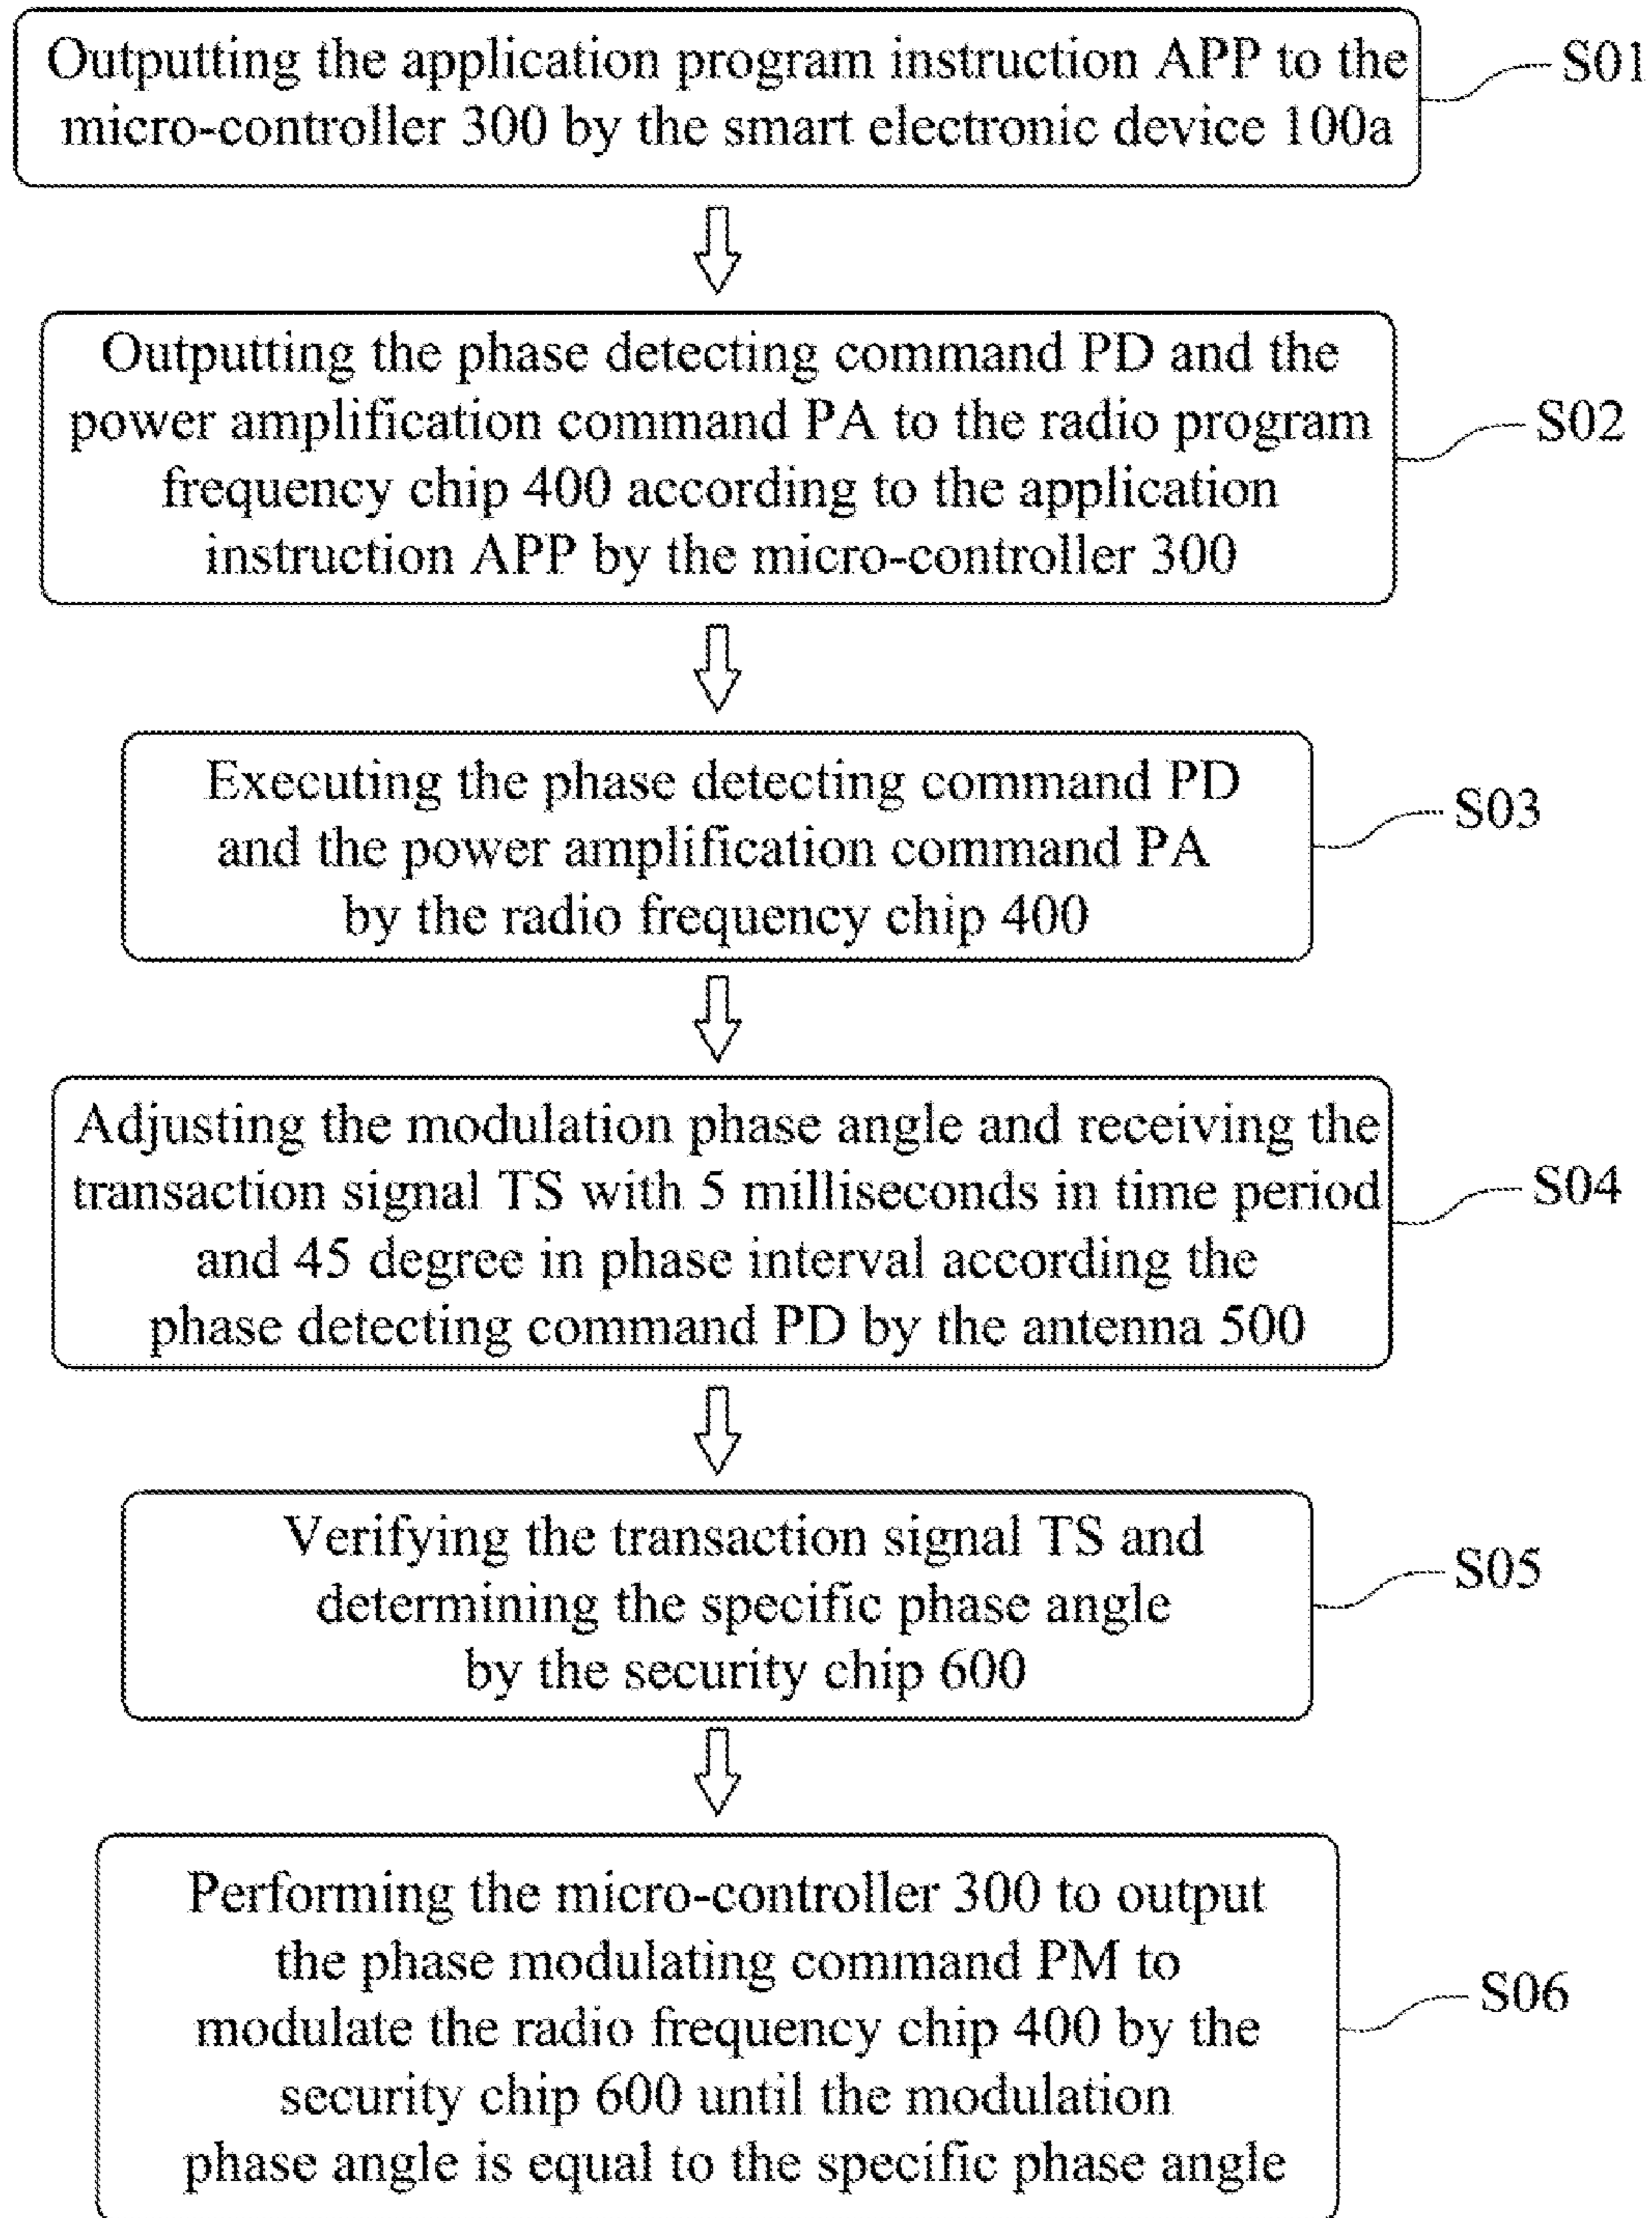 Outputting the application program instruction APP to the
micro-controller 300 by the smart electronic device 100a
S01
Outputting the phase detecting command PD and the
power amplification command PA to the radio program
frequency chip 400 according to the application
instruction APP by the micro-controller 300
S02
Executing the phase detecting command PD
and the power amplification command PA
by the radio frequency chip 400
S03
Adjusting the modulation phase angle and receiving the
transaction signal TS with 5 milliseconds in time period
and 45 degree in phase interval according the
phase detecting command PD by the antenna 500
S04
Verifying the transaction signal TS and
determining the specific phase angle
by the security chip 600
S05
Performing the micro-controller 300 to output
the phase modulating command PM to
modulate the radio frequency chip 400 by the
security chip 600 until the modulation
phase angle is equal to the specific phase angle
S06